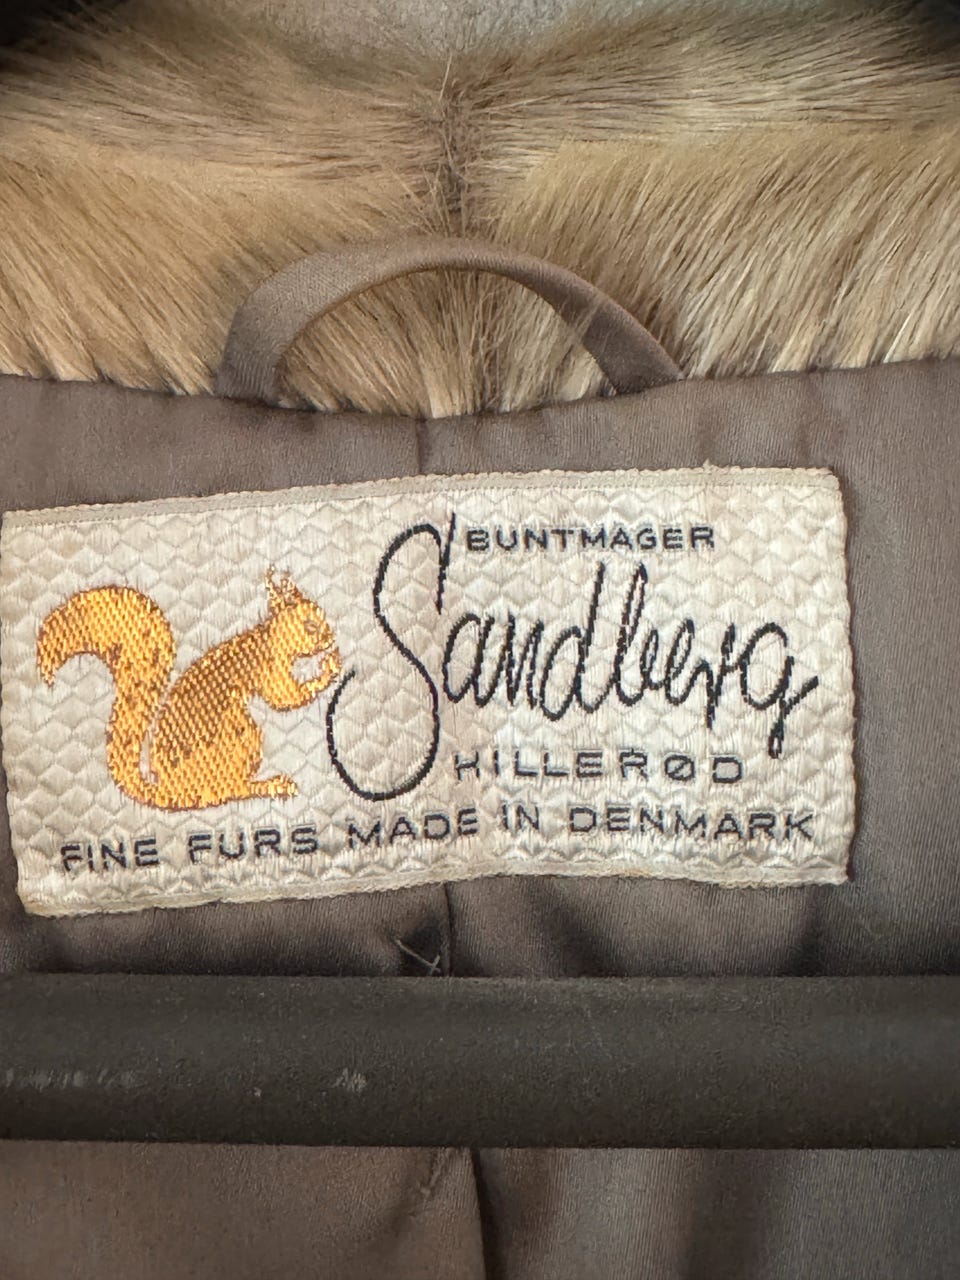 BUNTMAGER
Sandberg
HILLERØD
FINE FURS MADE IN DENMARK